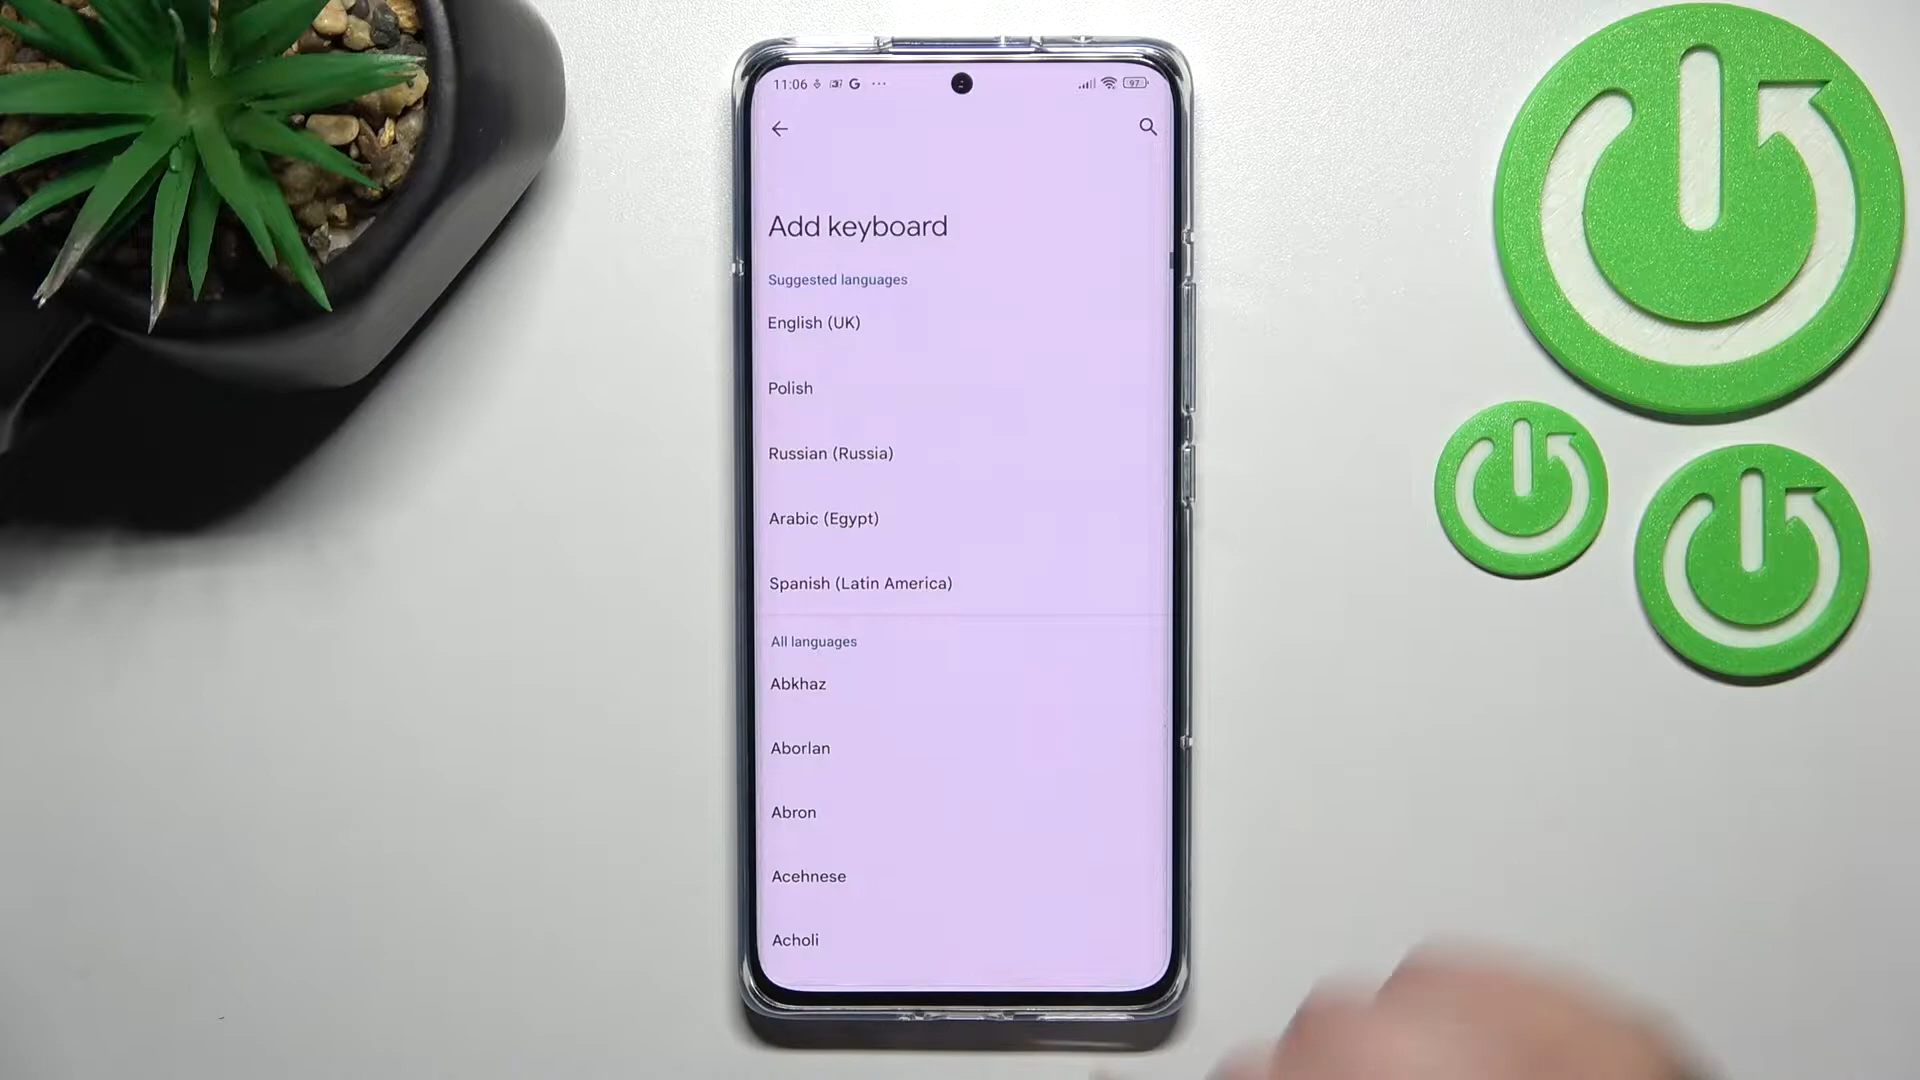 11:06
G
97
Add keyboard
Suggested languages
English (UK)
Polish
Russian (Russia)
Arabic (Egypt)
Spanish (Latin America)
All languages
Abkhaz
Aborlan
Abron
Acehnese
Acholi